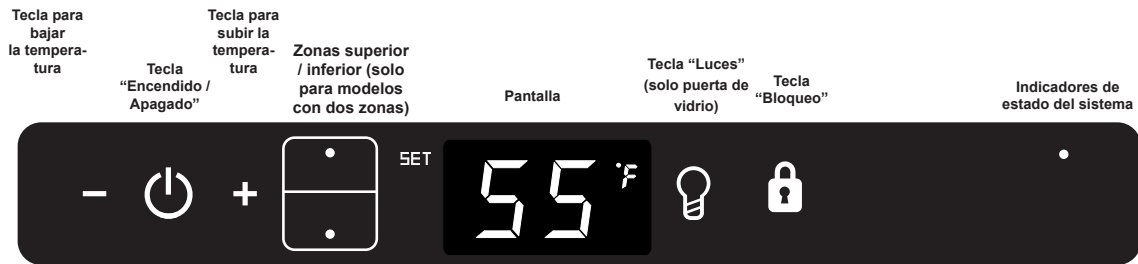 Tecla para
bajar
la tempera-
tura
Tecla
“Encendido /
Apagado”
Tecla para
subir la
tempera-
tura
Zonas superior
/ inferior (solo
para modelos
con dos zonas)
Pantalla
Tecla “Luces”
(solo puerta de
vidrio)
Tecla
“Bloqueo”
Indicadores de
estado del sistema
SET
55 °F